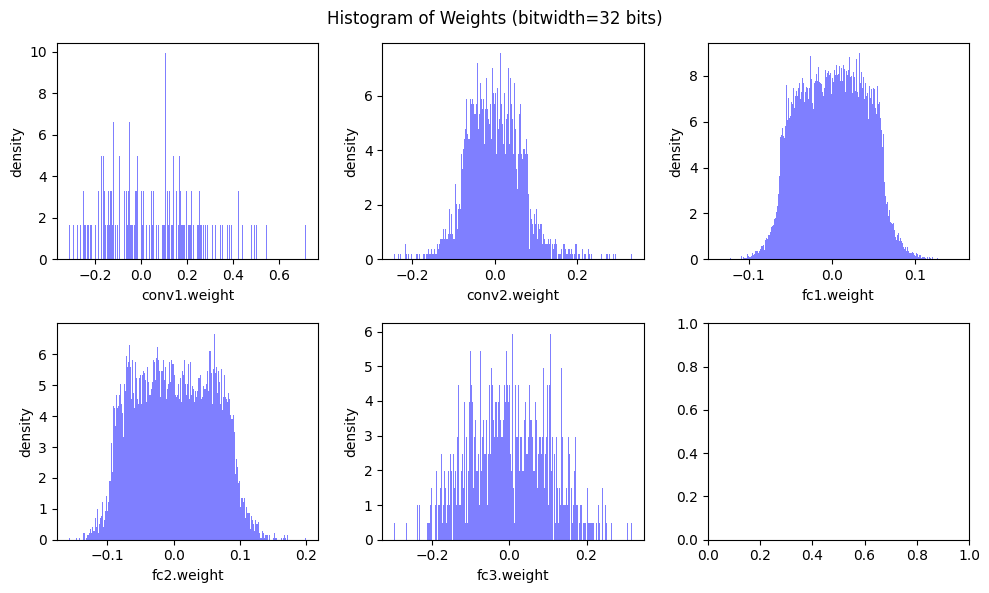 Histogram of Weights (bitwidth=32 bits)
density
10
8
6
4
2
0
−0.2 0.0 0.2 0.4 0.6
conv1.weight
density
6
4
2
0
−0.2 0.0 0.2
conv2.weight
density
8
6
4
2
0
−0.1 0.0 0.1
fc1.weight
density
6
5
4
3
2
1
0
−0.1 0.0 0.1 0.2
fc2.weight
density
6
5
4
3
2
1
0
−0.2 0.0 0.2
fc3.weight
1.0
0.8
0.6
0.4
0.2
0.0
0.0 0.2 0.4 0.6 0.8 1.0